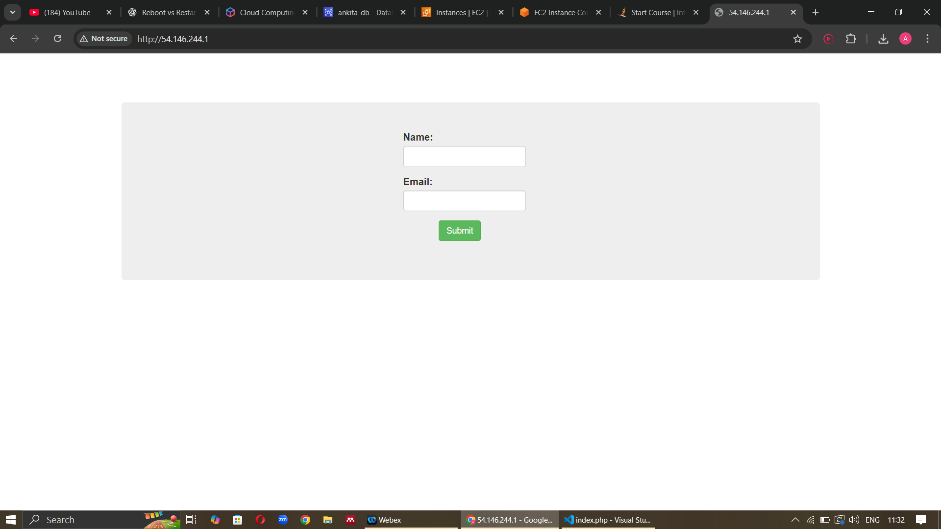 (184) YouTube
Reboot vs Restar
Cloud Computin
ankita_db - Datal
Instances | EC2 |
EC2 Instance Co
Start Course | Int
54.146.244.1
Not secure
http://54.146.244.1
A
Name:
Email:
Submit
Search
Webex
54.146.244.1 - Google...
index.php - Visual Stu...
ENG
11:32